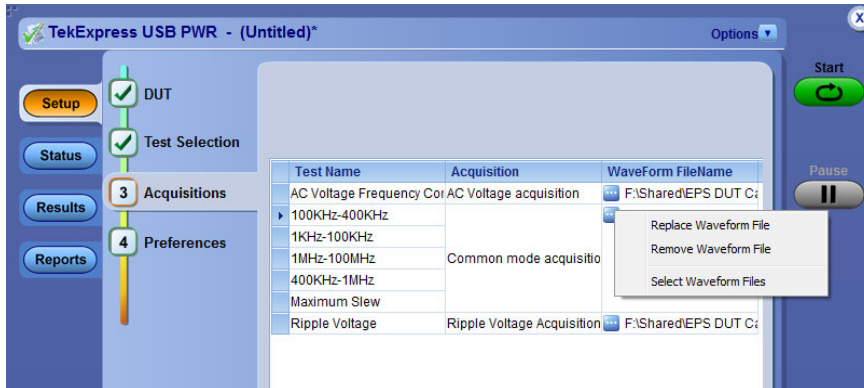 TekExpress USB PWR - (Untitled)*
Options
X
Start
Pause
Setup
Status
Results
Reports
DUT
Test Selection
3 Acquisitions
4 Preferences
Test Name Acquisition WaveForm FileName
AC Voltage Frequency Cor AC Voltage acquisition F:\Shared\EPS DUT Ca
100KHz-400KHz
1KHz-100KHz
1MHz-100MHz Common mode acquisitio
400KHz-1MHz
Maximum Slew
Ripple Voltage Ripple Voltage Acquisition F:\Shared\EPS DUT Ca
Replace Waveform File
Remove Waveform File
Select Waveform Files